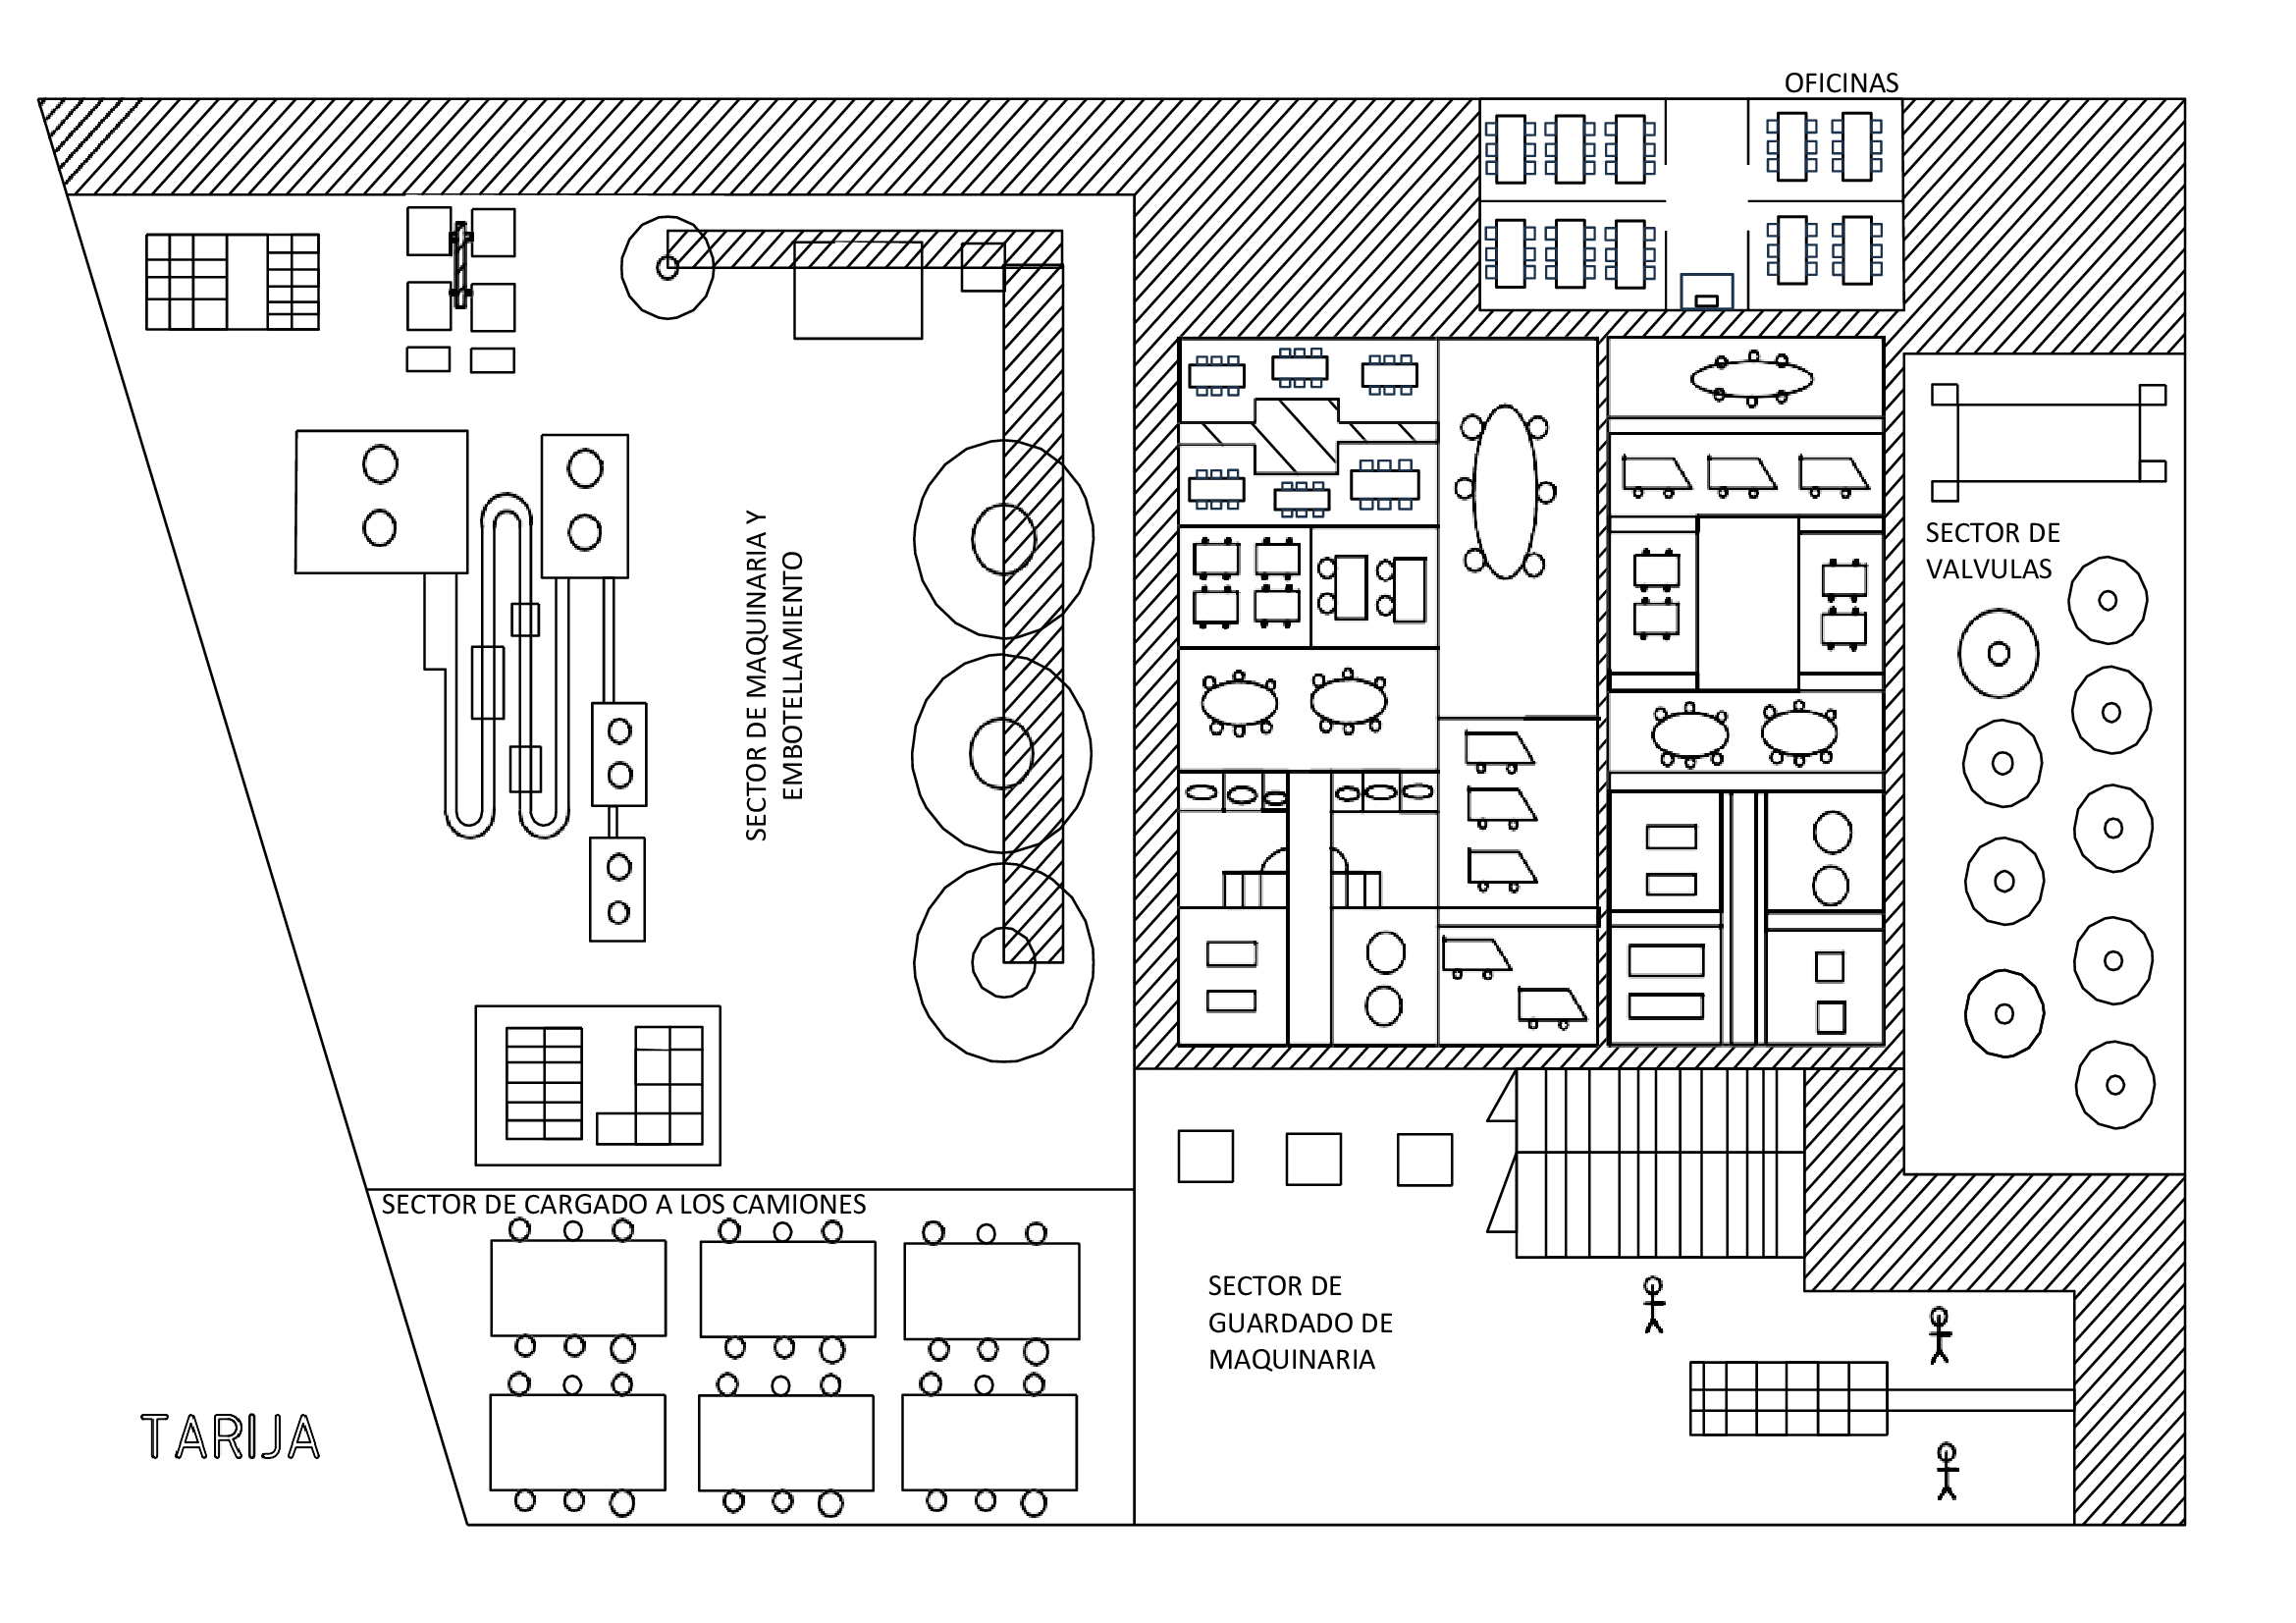 OFICINAS
SECTOR DE MAQUINARIA Y
EMBOTELLAMIENTO
SECTOR DE
VALVULAS
SECTOR DE CARGADO A LOS CAMIONES
SECTOR DE
GUARDADO DE
MAQUINARIA
TARIJA